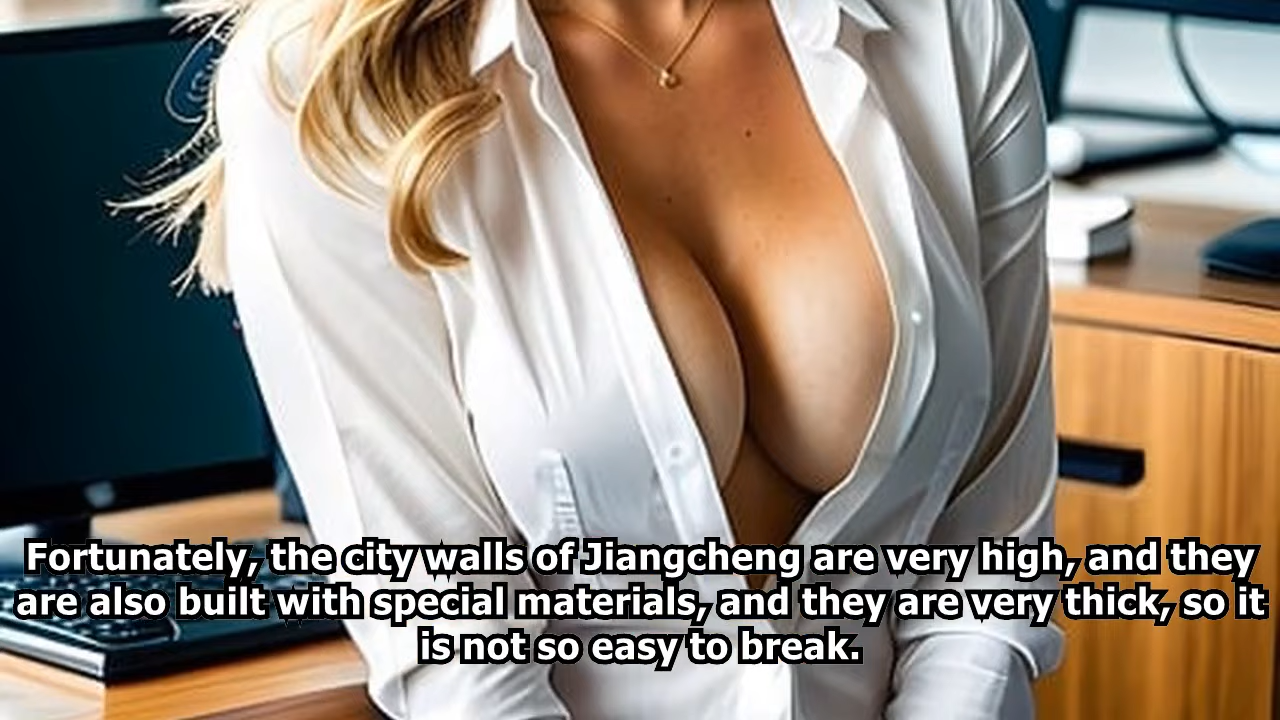 Fortunately, the city walls of Jiangcheng are very high, and they
are also built with special materials, and they are very thick, so it
is not so easy to break.